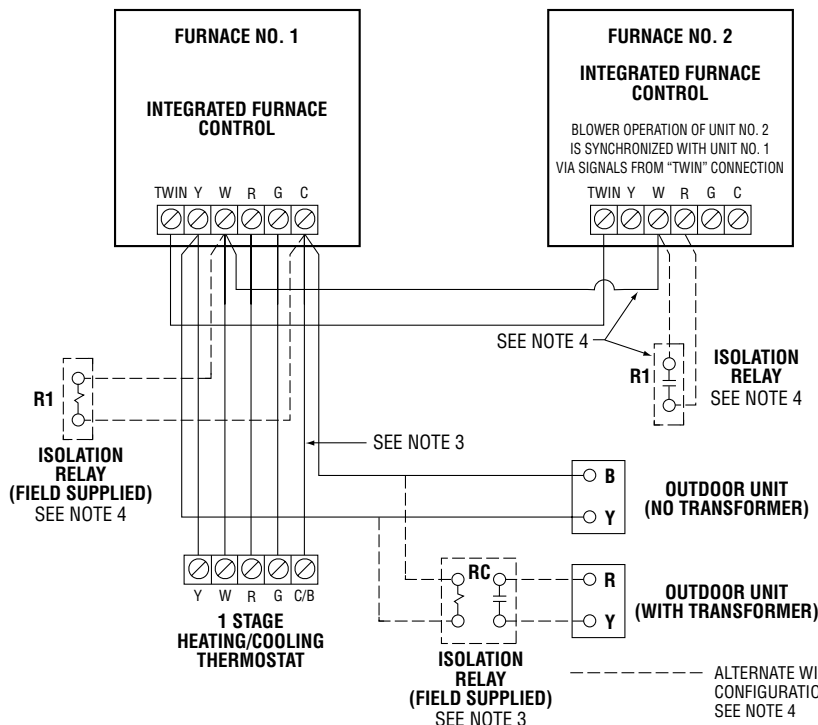 FURNACE NO. 1
INTEGRATED FURNACE
CONTROL
TWIN Y W R G C
FURNACE NO. 2
INTEGRATED FURNACE
CONTROL
BLOWER OPERATION OF UNIT NO. 2
IS SYNCHRONIZED WITH UNIT NO. 1
VIA SIGNALS FROM “TWIN” CONNECTION
TWIN Y W R G C
SEE NOTE 4
R1
ISOLATION
RELAY
SEE NOTE 4
R1
ISOLATION
RELAY
(FIELD SUPPLIED)
SEE NOTE 4
SEE NOTE 3
B
Y
OUTDOOR UNIT
(NO TRANSFORMER)
Y W R G C/B
1 STAGE
HEATING/COOLING
THERMOSTAT
RC
ISOLATION
RELAY
(FIELD SUPPLIED)
SEE NOTE 3
R
Y
OUTDOOR UNIT
(WITH TRANSFORMER)
ALTERNATE
SEE NOTE 4